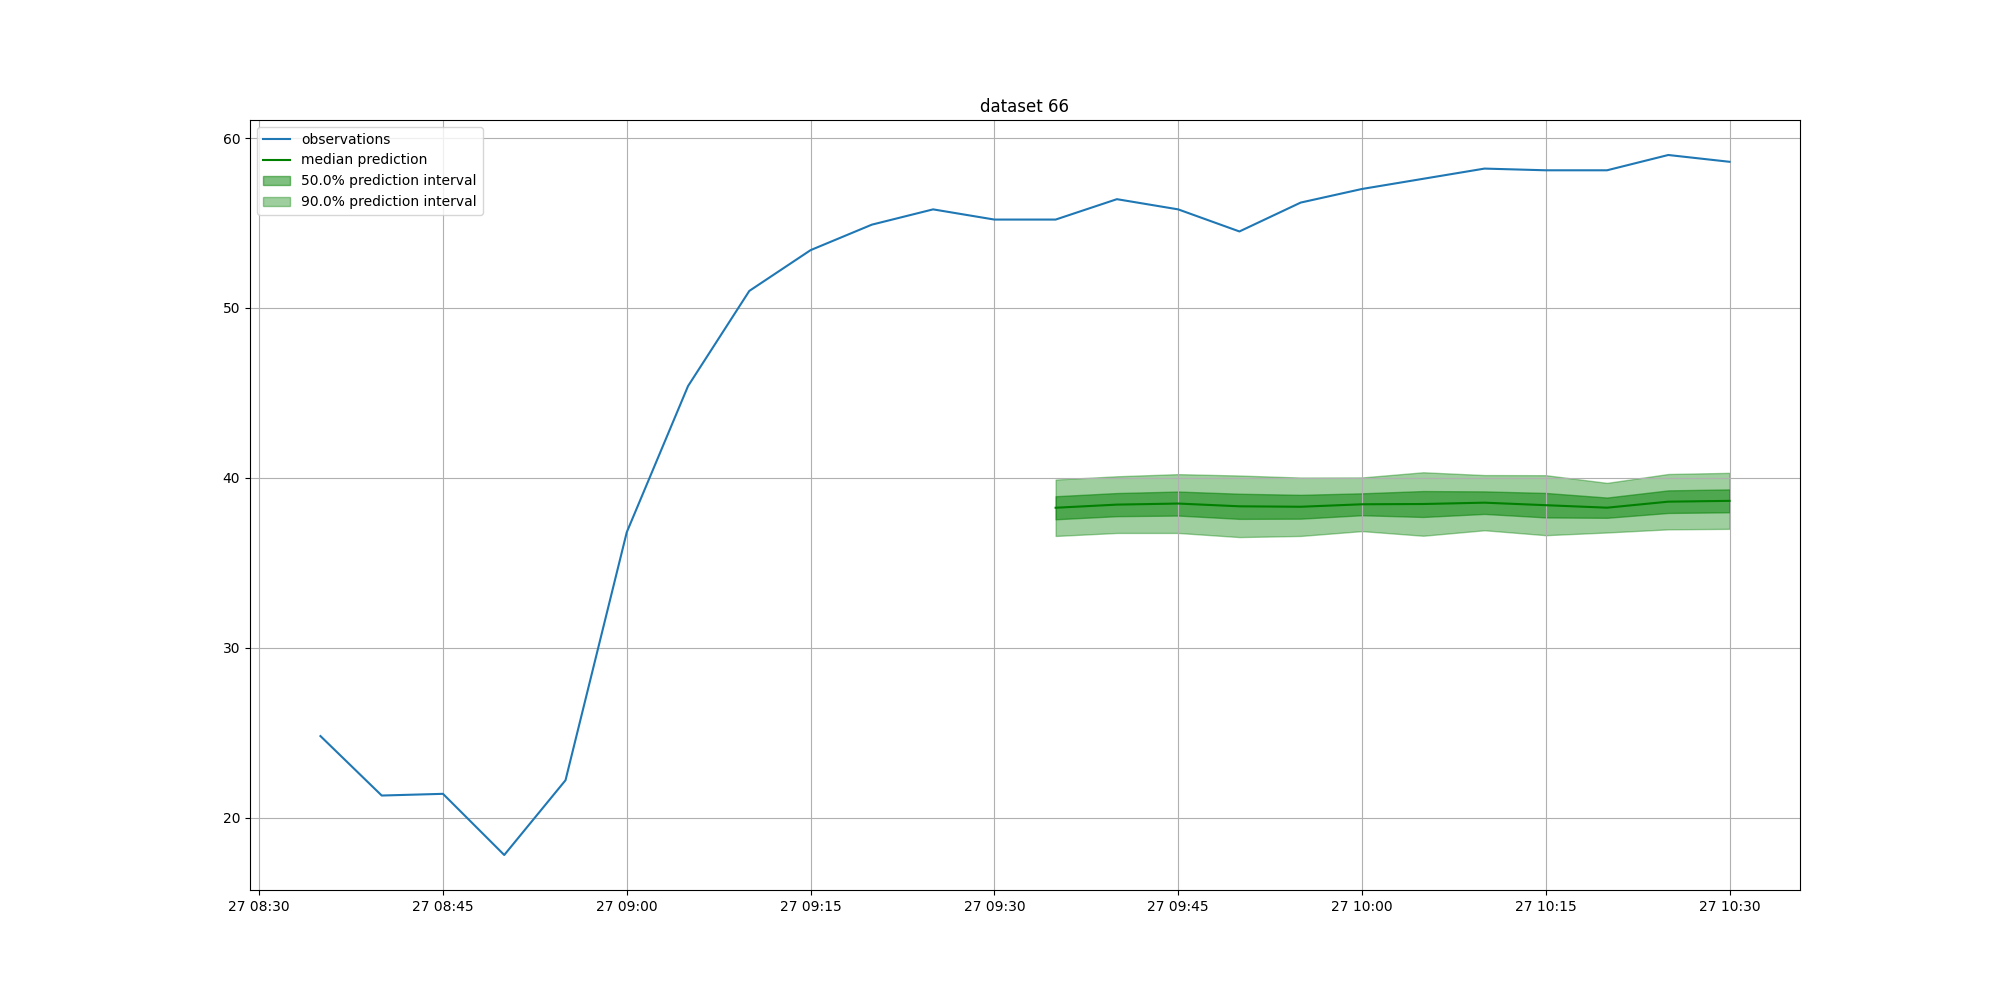 dataset 66
observations
median prediction
50.0% prediction interval
90.0% prediction interval
60
50
40
30
20
27 08:30 27 08:45 27 09:00 27 09:15 27 09:30 27 09:45 27 10:00 27 10:15 27 10:30